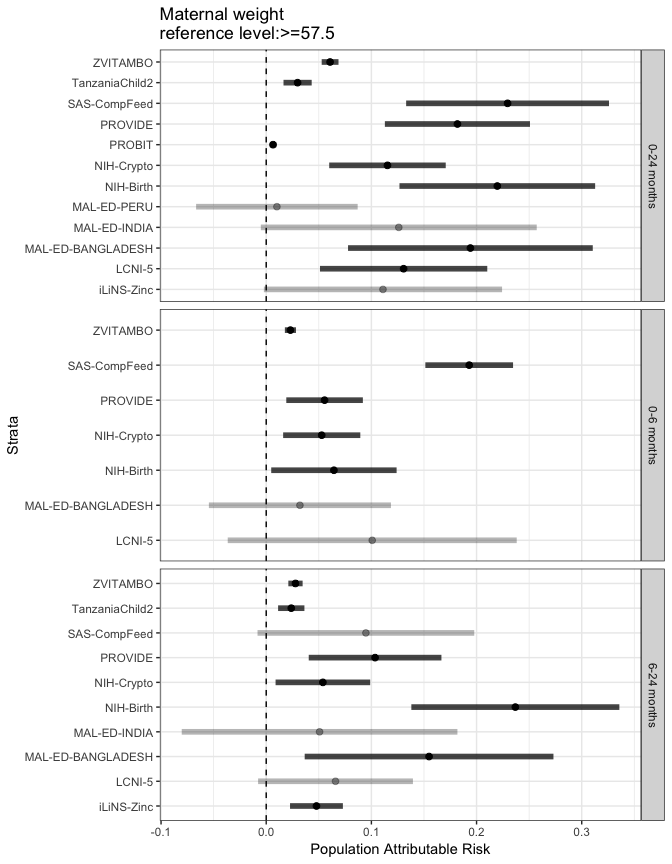 Maternal weight
reference level:>=57.5
Strata
ZVITAMBO
TanzaniaChild2
SAS-CompFeed
PROVIDE
PROBIT
NIH-Crypto
NIH-Birth
MAL-ED-PERU
MAL-ED-INDIA
MAL-ED-BANGLADESH
LCNI-5
iLiNS-Zinc
0-24 months
ZVITAMBO
SAS-CompFeed
PROVIDE
NIH-Crypto
NIH-Birth
MAL-ED-BANGLADESH
LCNI-5
0-6 months
ZVITAMBO
TanzaniaChild2
SAS-CompFeed
PROVIDE
NIH-Crypto
NIH-Birth
MAL-ED-INDIA
MAL-ED-BANGLADESH
LCNI-5
iLiNS-Zinc
6-24 months
-0.1 0.0 0.1 0.2 0.3
Population Attributable Risk